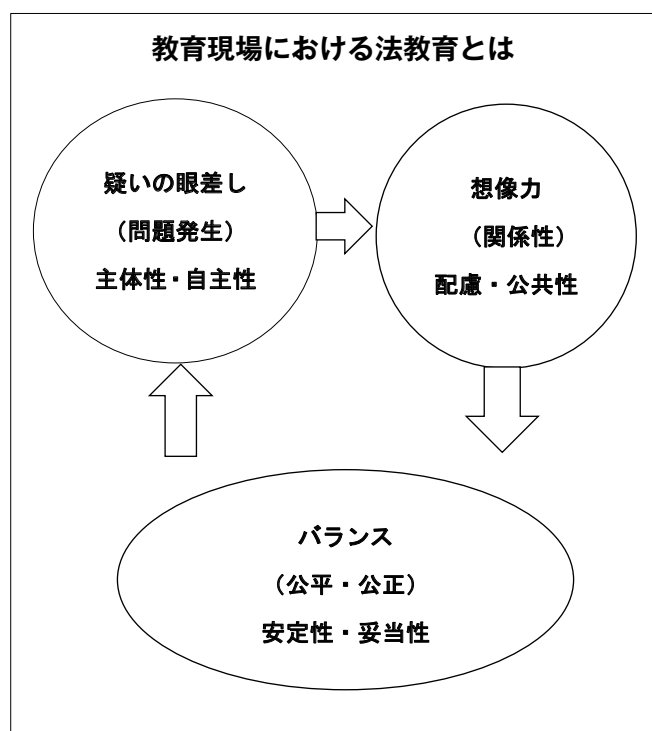 教育現場における法教育とは
疑いの眼差し
（問題発生）
主体性・自主性
想像力
（関係性）
配慮・公共性
バランス
（公平・公正）
安定性・妥当性